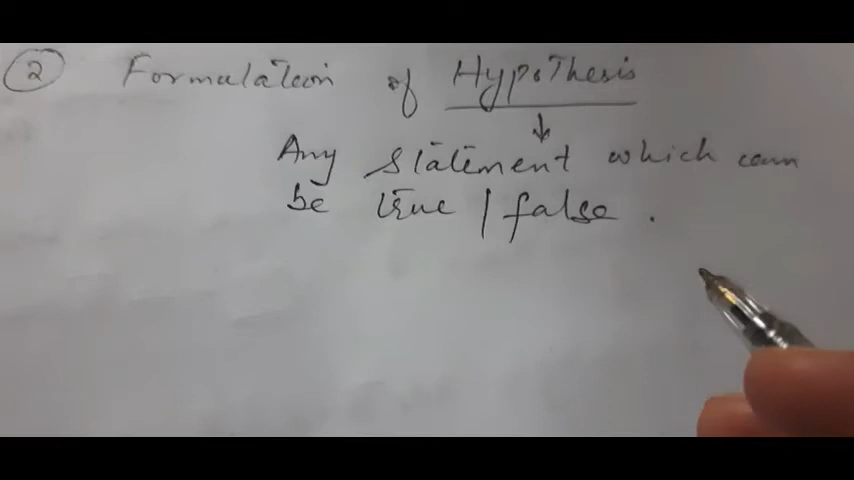 ② Formulation of Hypothesis
↓
Any statement which can
be true / false .